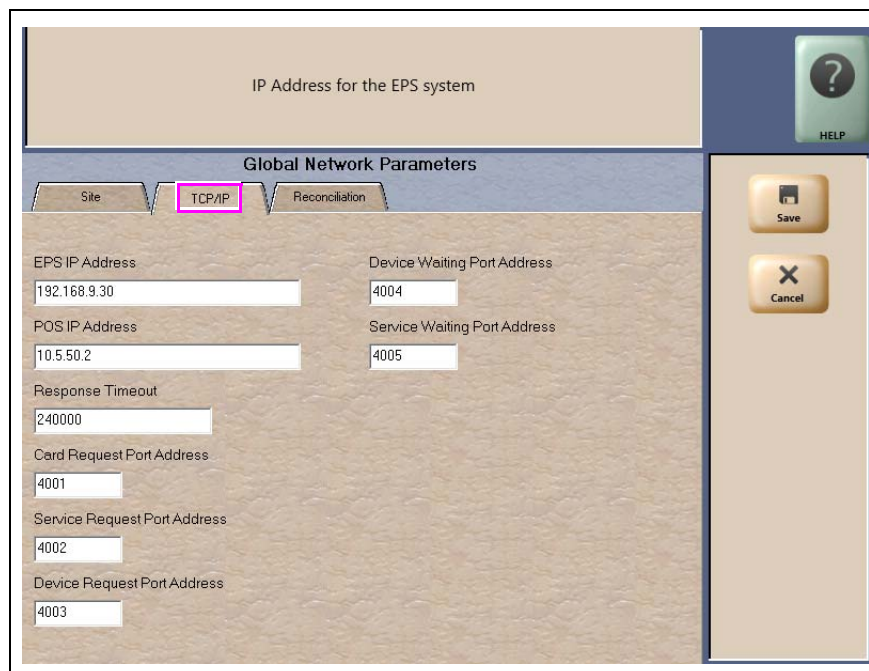 IP Address for the EPS system
HELP
Global Network Parameters
Site
TCP/IP
Reconciliation
Save
Cancel
EPS IP Address
192.168.9.30
POS IP Address
10.5.50.2
Response Timeout
240000
Card Request Port Address
4001
Service Request Port Address
4002
Device Request Port Address
4003
Device Waiting Port Address
4004
Service Waiting Port Address
4005